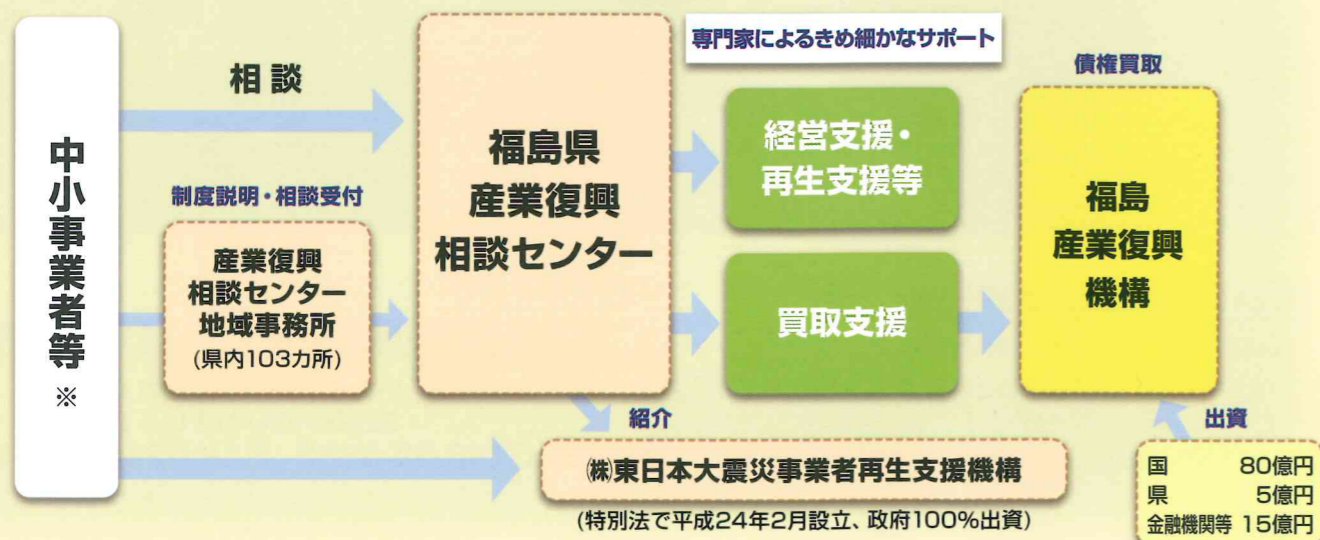 中小事業者等
※
相談
制度説明・相談受付
産業復興
相談センター
地域事務所
(県内103カ所)
福島県
産業復興
相談センター
専門家によるきめ細かなサポート
経営支援・
再生支援等
買取支援
債権買取
福島
産業復興
機構
紹介
㈱東日本大震災事業者再生支援機構
(特別法で平成24年2月設立、政府100%出資)
出資
国 80億円
県 5億円
金融機関等 15億円